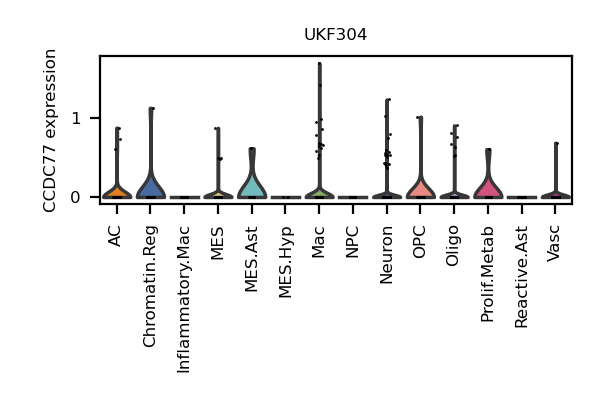 UKF304
CCDC77 expression
1
0
AC
Chromatin.Reg
Inflammatory.Mac
MES
MES.Ast
MES.Hyp
Mac
NPC
Neuron
OPC
Oligo
Prolif.Metab
Reactive.Ast
Vasc